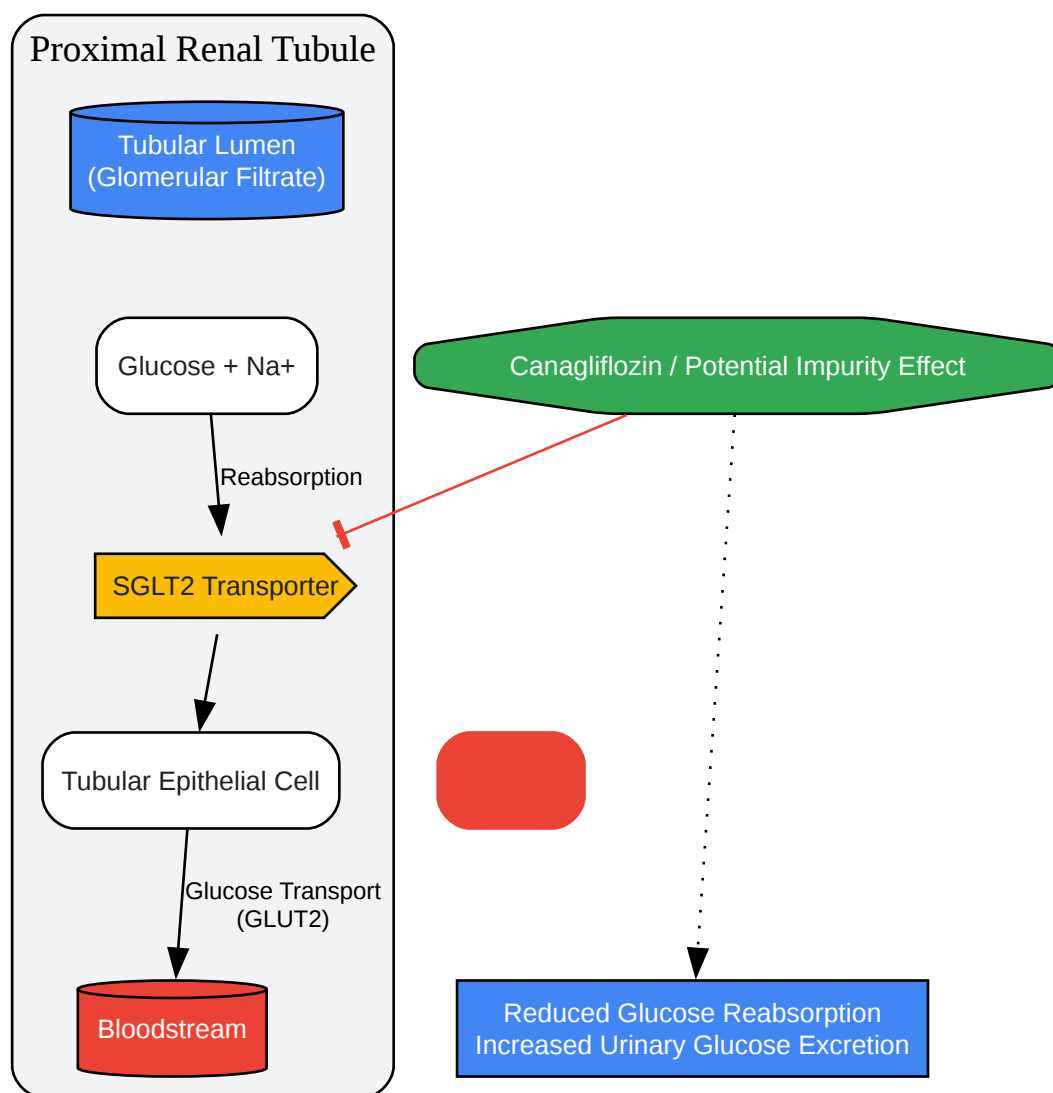 Proximal Renal Tubule
Tubular Lumen
(Glomerular Filtrate)
Glucose + Na+
Canagliflozin / Potential Impurity Effect
Reabsorption
SGLT2 Transporter
Tubular Epithelial Cell
Glucose Transport
(GLUT2)
Bloodstream
Reduced Glucose Reabsorption
Increased Urinary Glucose Excretion